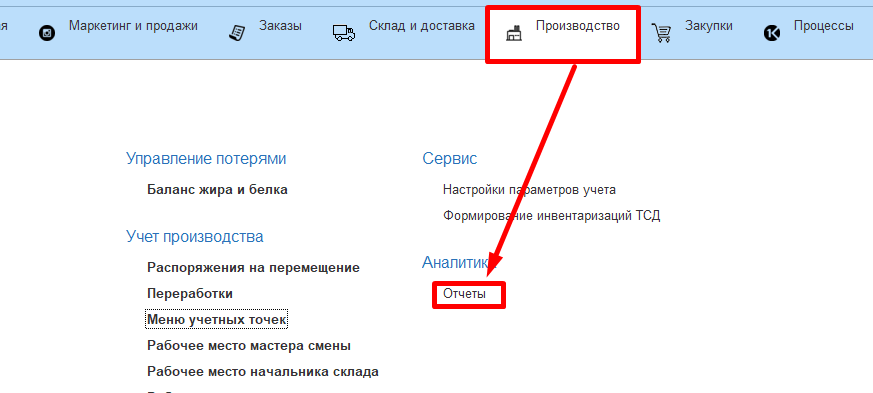 я Маркетинг и продажи Заказы Склад и доставка Производство Закупки Процессы
Управление потерями
Баланс жира и белка
Учет производства
Распоряжения на перемещение
Переработки
Меню учетных точек
Рабочее место мастера смены
Рабочее место начальника склада
Сервис
Настройки параметров учета
Формирование инвентаризаций ТСД
Аналитика
Отчеты